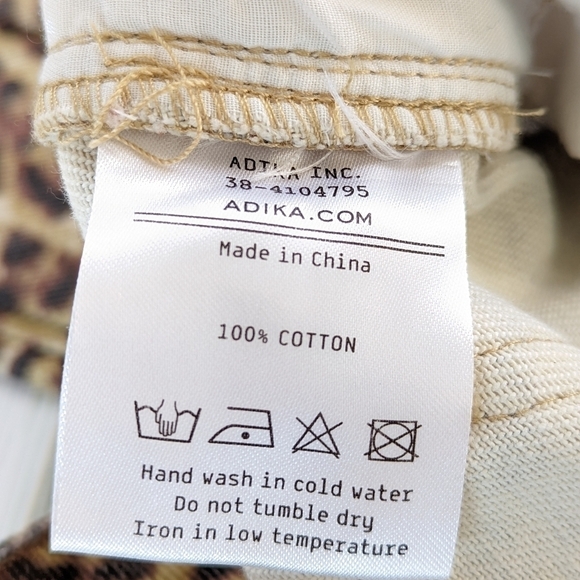 ADIKA INC.
38-4104795
ADIKA.COM
Made in China
100% COTTON
Hand wash in cold water
Do not tumble dry
Iron in low temperature